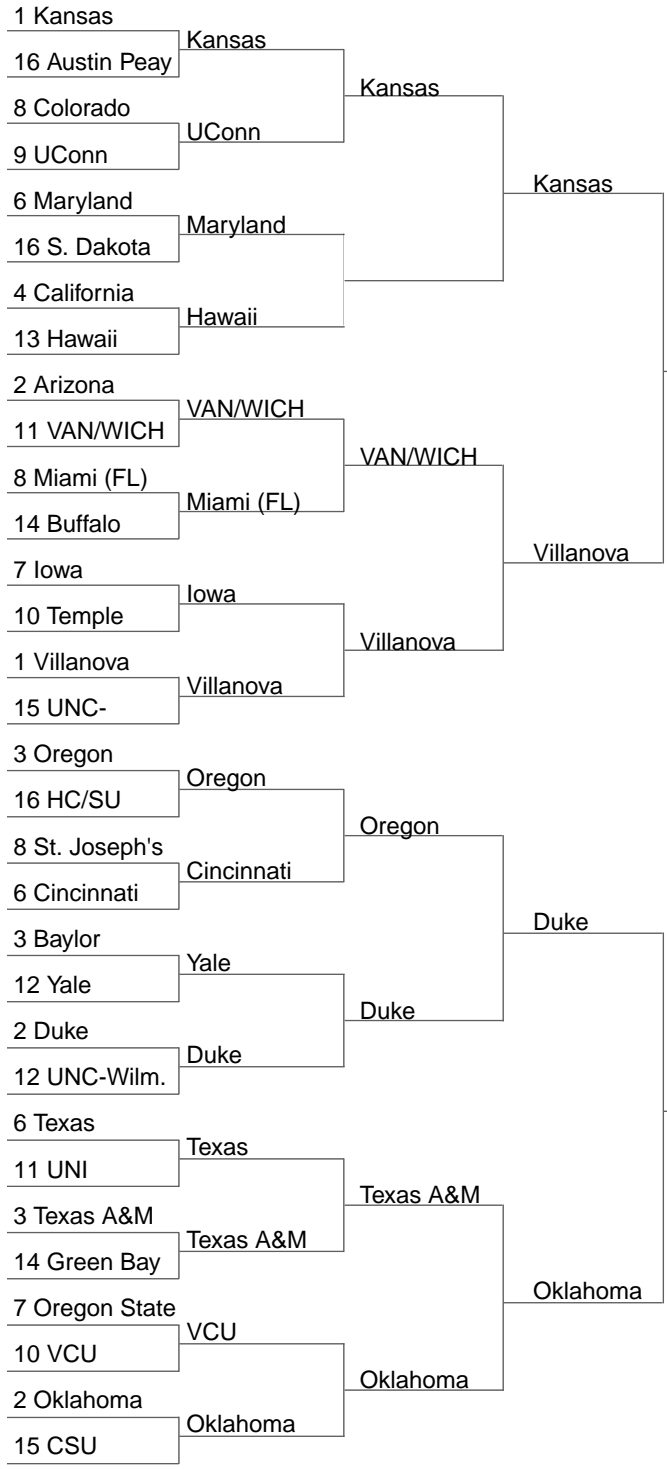 1 Kansas
16 Austin Peay
8 Colorado
9 UConn
6 Maryland
16 S. Dakota
4 California
13 Hawaii
2 Arizona
11 VAN/WICH
8 Miami (FL)
14 Buffalo
7 Iowa
10 Temple
1 Villanova
15 UNC-
3 Oregon
16 HC/SU
8 St. Joseph's
6 Cincinnati
3 Baylor
12 Yale
2 Duke
12 UNC-Wilm.
6 Texas
11 UNI
3 Texas A&M
14 Green Bay
7 Oregon State
10 VCU
2 Oklahoma
15 CSU
Kansas
UConn
Maryland
Hawaii
VAN/WICH
Miami (FL)
Iowa
Villanova
Oregon
Cincinnati
Yale
Duke
Texas
Texas A&M
VCU
Oklahoma
Kansas
VAN/WICH
Villanova
Oregon
Duke
Texas A&M
Oklahoma
Kansas
Villanova
Duke
Oklahoma